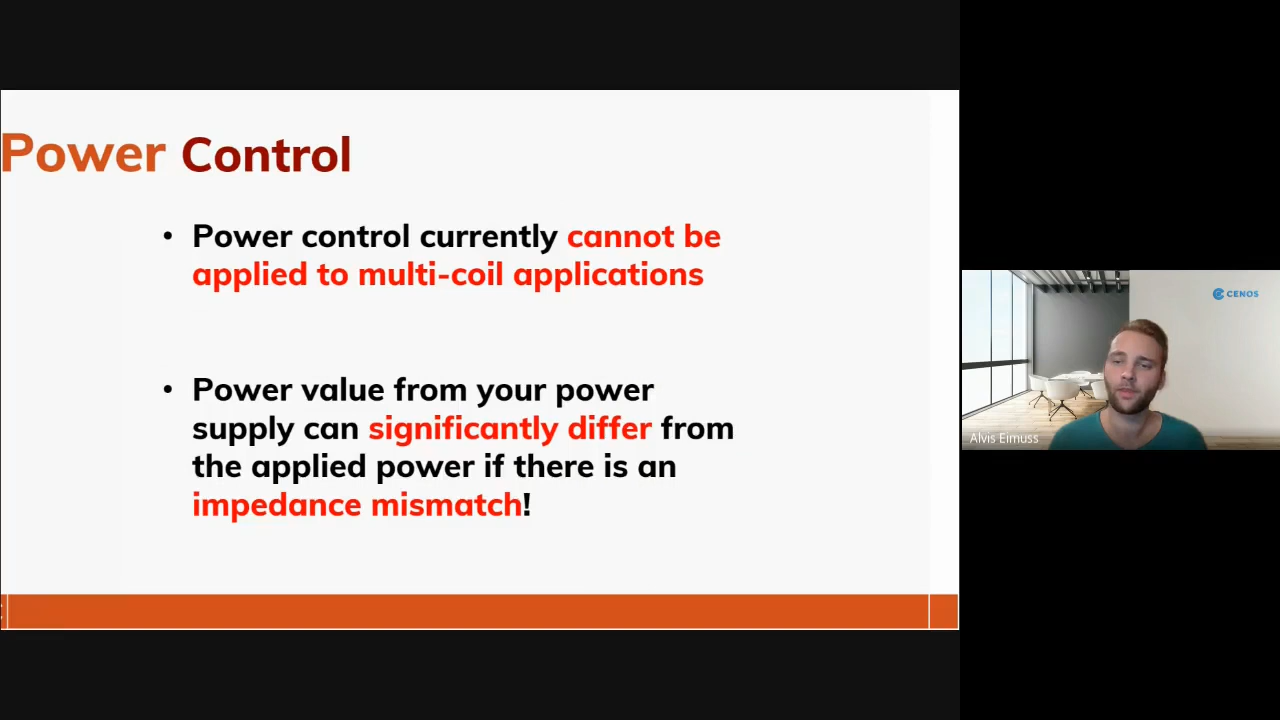 Power Control
• Power control currently cannot be
applied to multi-coil applications
• Power value from your power
supply can significantly differ from
the applied power if there is an
impedance mismatch!
CENOS
Alvis Eimuss